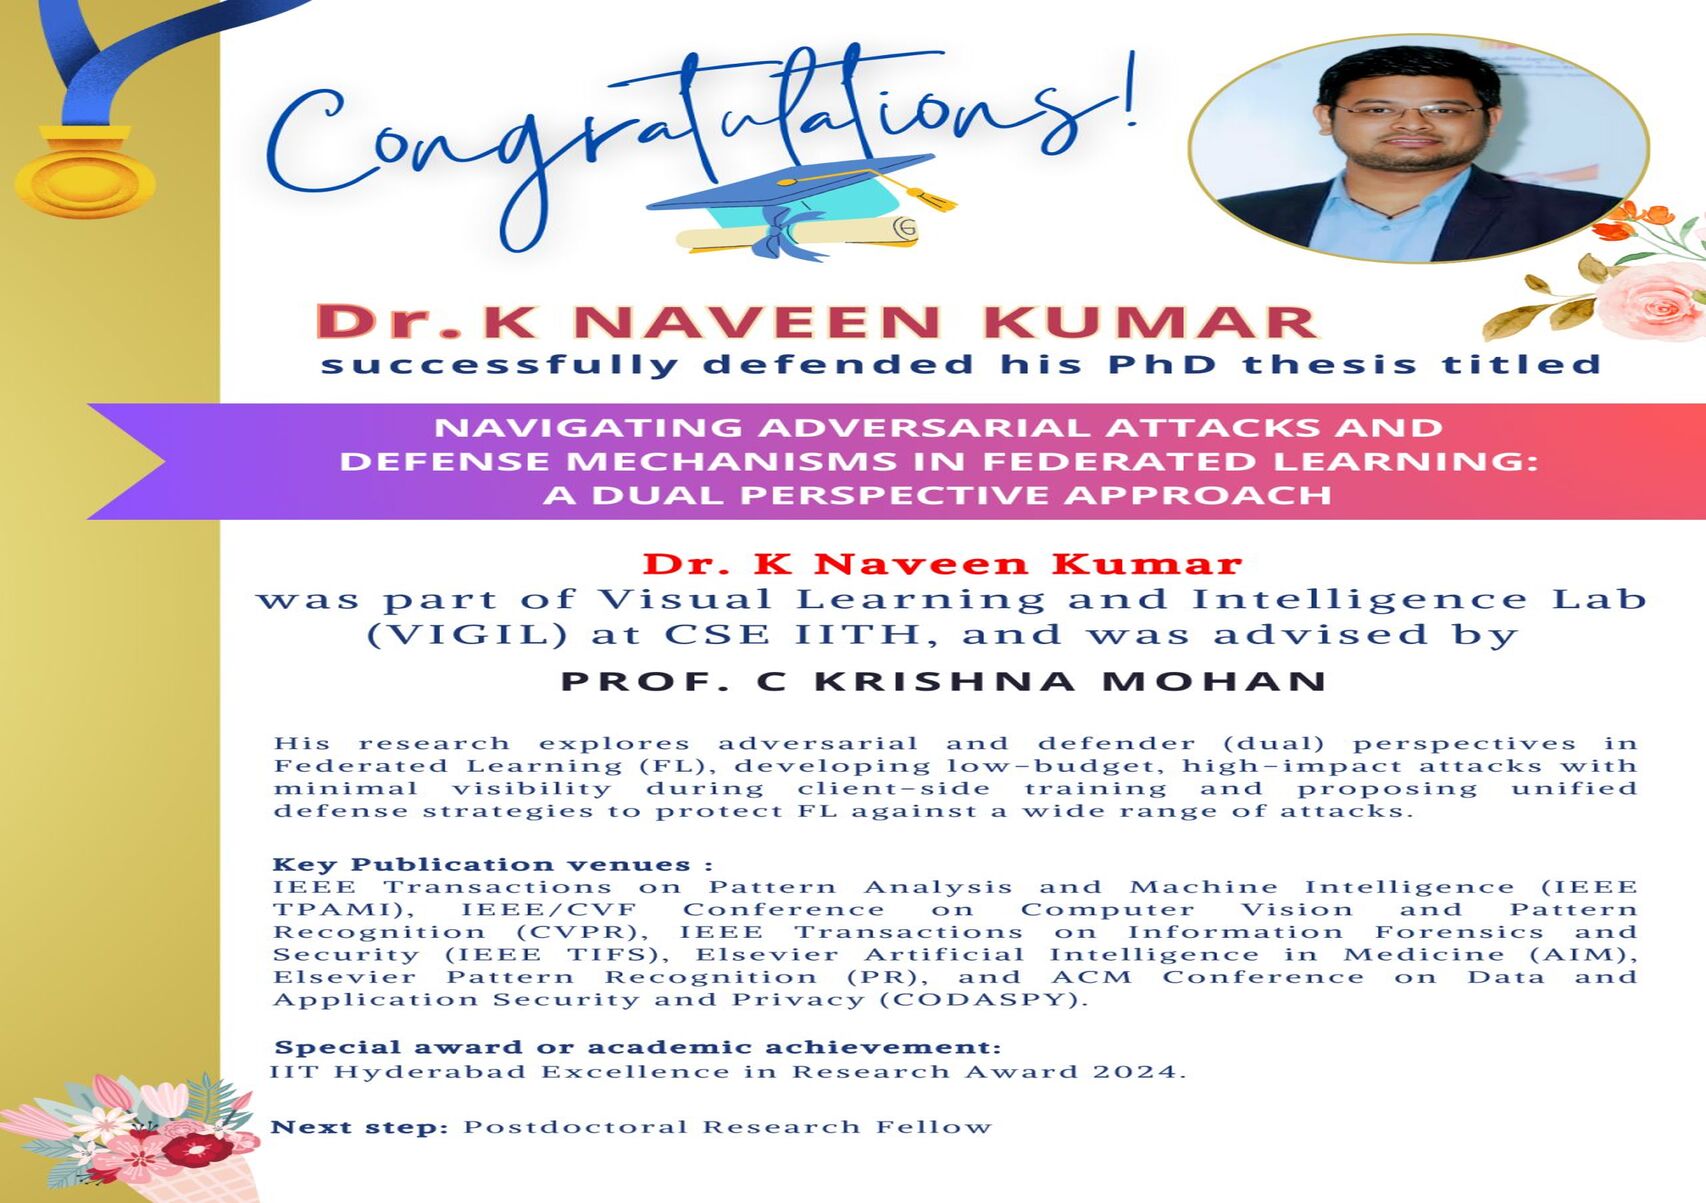 Congratulations!
Dr. K NAVEEN KUMAR
successfully defended his PhD thesis titled
NAVIGATING ADVERSARIAL ATTACKS AND
DEFENSE MECHANISMS IN FEDERATED LEARNING:
A DUAL PERSPECTIVE APPROACH
Dr. K Naveen Kumar
was part of Visual Learning and Intelligence Lab
(VIGIL) at CSE IITH, and was advised by
PROF. C KRISHNA MOHAN
His research explores adversarial and defender (dual) perspectives in
Federated Learning (FL), developing low-budget, high-impact attacks with
minimal visibility during client-side training and proposing unified
defense strategies to protect FL against a wide range of attacks.
Key Publication venues :
IEEE Transactions on Pattern Analysis and Machine Intelligence (IEEE
TPAMI), IEEE/CVF Conference on Computer Vision and Pattern
Recognition (CVPR), IEEE Transactions on Information Forensics and
Security (IEEE TIFS), Elsevier Artificial Intelligence in Medicine (AIM),
Elsevier Pattern Recognition (PR), and ACM Conference on Data and
Application Security and Privacy (CODASPY).
Special award or academic achievement:
IIT Hyderabad Excellence in Research Award 2024.
Next step: Postdoctoral Research Fellow